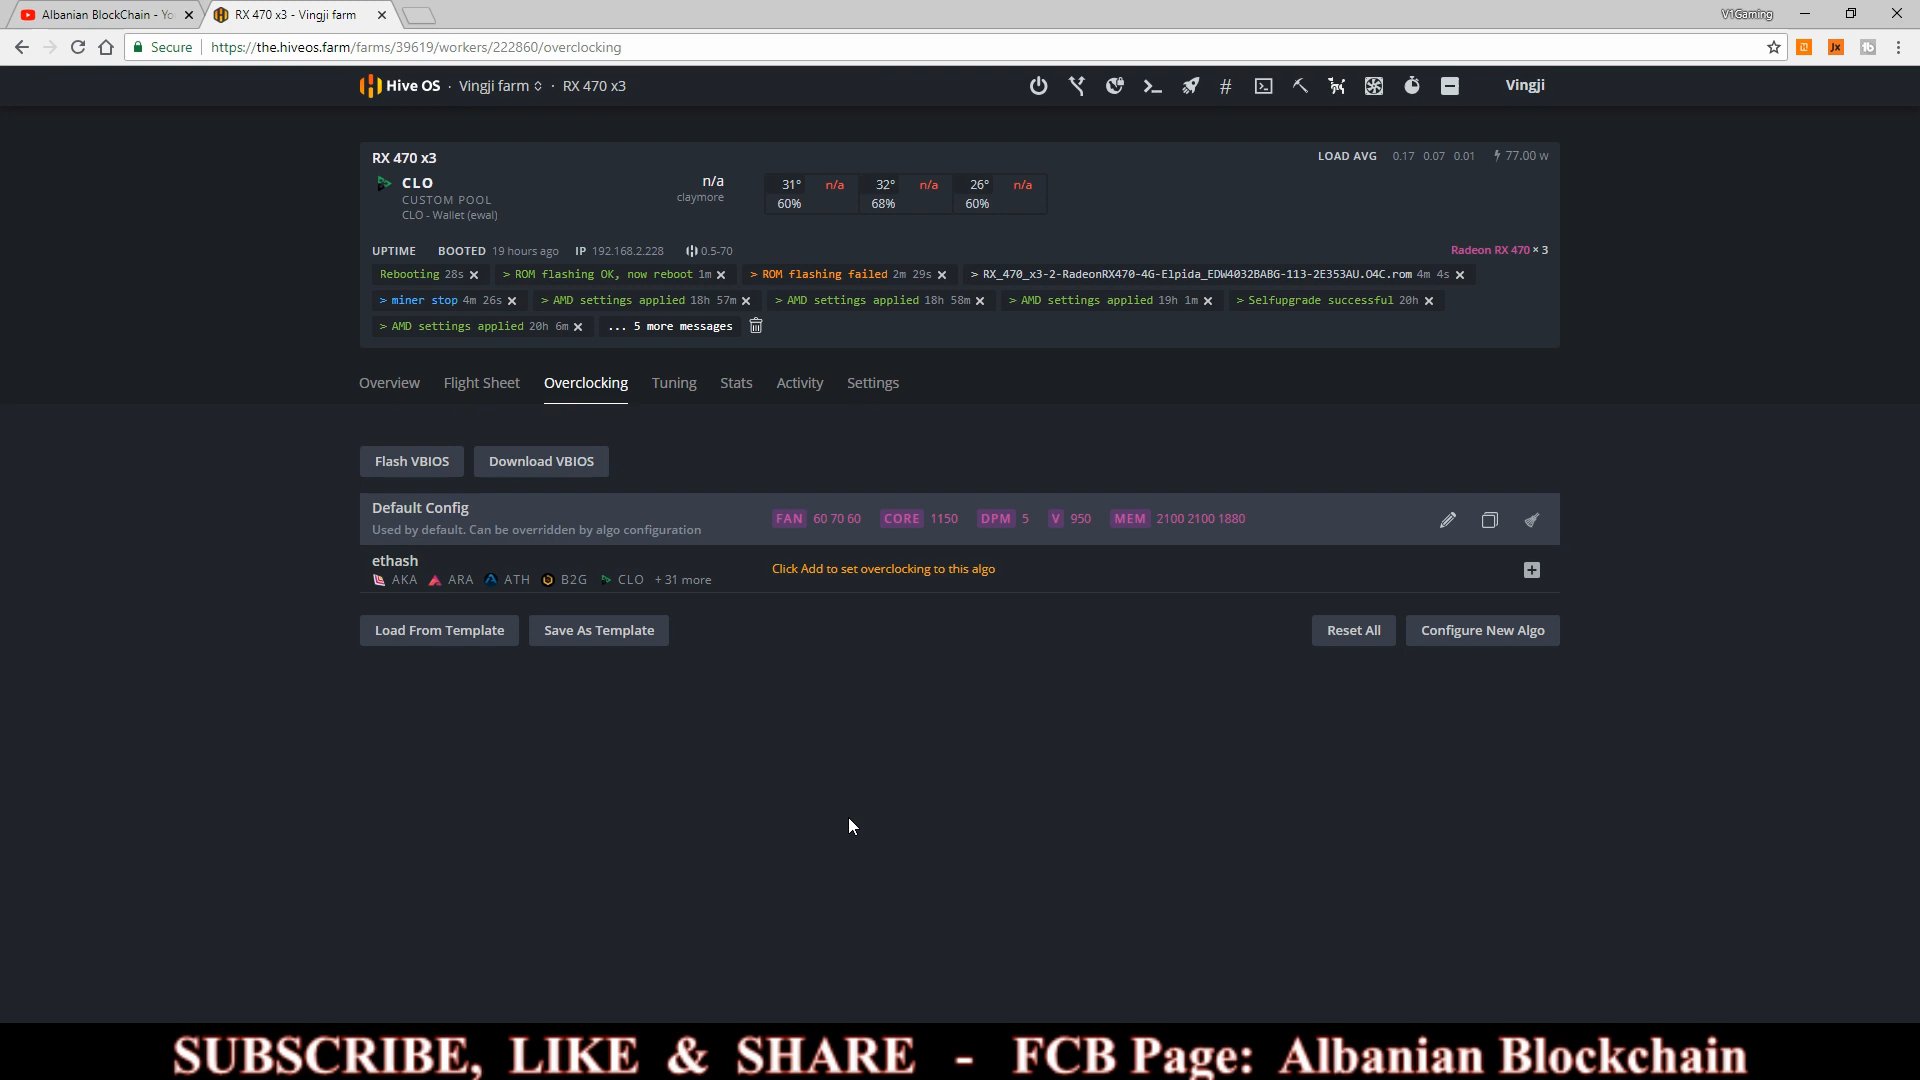 Albanian BlockChain - Yo
RX 470 x3 - Vingji farm
V1Gaming
Secure
https://the.hiveos.farm/farms/39619/workers/222860/overclocking
Hive OS · Vingji farm · RX 470 x3
Vingji
RX 470 x3
LOAD AVG 0.17 0.07 0.01 77.00 W
CLO
CUSTOM POOL
CLO - Wallet (ewal)
n/a
claymore
31° n/a 32° n/a 26° n/a
60% 68% 60%
UPTIME BOOTED 19 hours ago IP 192.168.2.228 0.5-70
Radeon RX 470 × 3
Rebooting 28s > ROM flashing OK, now reboot 1m > ROM flashing failed 2m 29s > RX_470_x3-2-RadeonRX470-4G-Elpida_EDW4032BABG-113-2E353AU.O4C.rom 4m 4s
> miner stop 4m 26s > AMD settings applied 18h 57m > AMD settings applied 18h 58m > AMD settings applied 19h 1m > Selfupgrade successful 20h
> AMD settings applied 20h 6m ... 5 more messages
Overview Flight Sheet Overclocking Tuning Stats Activity Settings
Flash VBIOS Download VBIOS
Default Config
Used by default. Can be overridden by algo configuration
FAN 60 70 60 CORE 1150 DPM 5 V 950 MEM 2100 2100 1880
ethash
AKA ARA ATH B2G CLO +31 more
Click Add to set overclocking to this algo
Load From Template Save As Template Reset All Configure New Algo
SUBSCRIBE, LIKE & SHARE - FCB Page: Albanian Blockchain